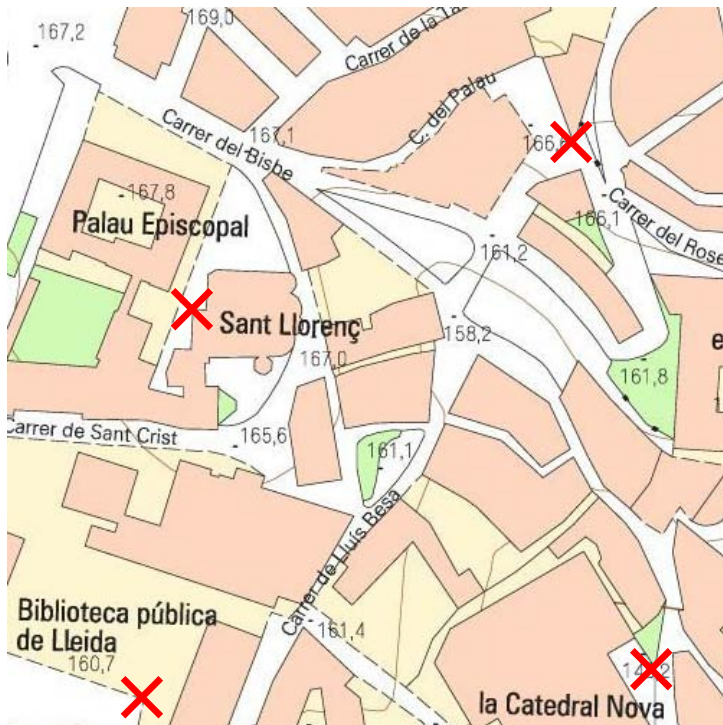 169,0
167,2
Carrer de la
C. del Palau
167,1
Carrer del Bisbe
167,8
Palau Episcopal
166,1
Carrer del Rose
161,2
158,2
Sant Llorenç
167,0
161,8
e
Carrer de Sant Crist
165,6
161,1
Carrer de Lluís Besa
161,4
Biblioteca pública
de Lleida
160,7
la Catedral Nova